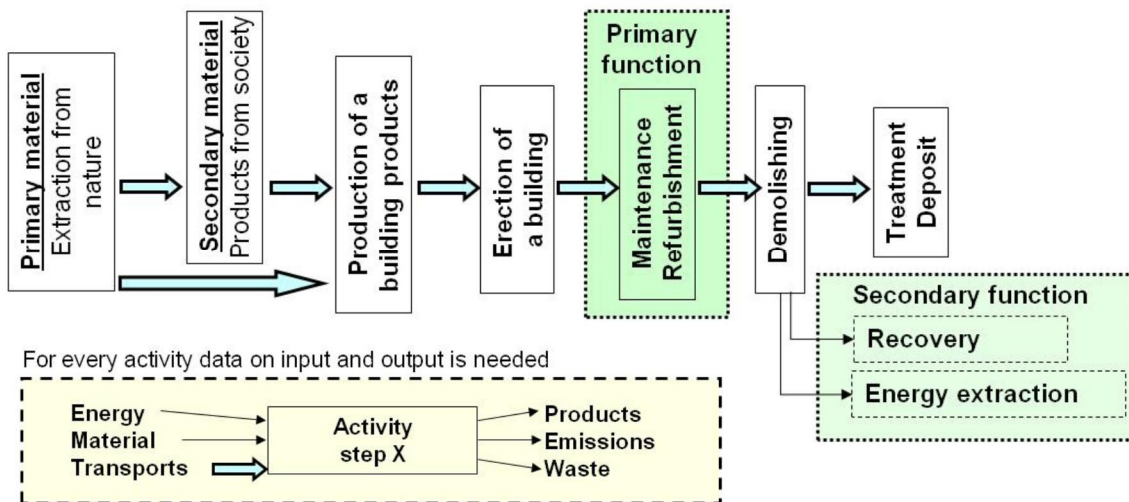 Primary material
Extraction from
nature
Secondary material
Products from society
Production of a
building products
Erection of
a building
Primary
function
Maintenance
Refurbishment
Demolishing
Treatment
Deposit
Secondary function
Recovery
Energy extraction
For every activity data on input and output is needed
Energy
Material
Transports
Activity
step X
Products
Emissions
Waste